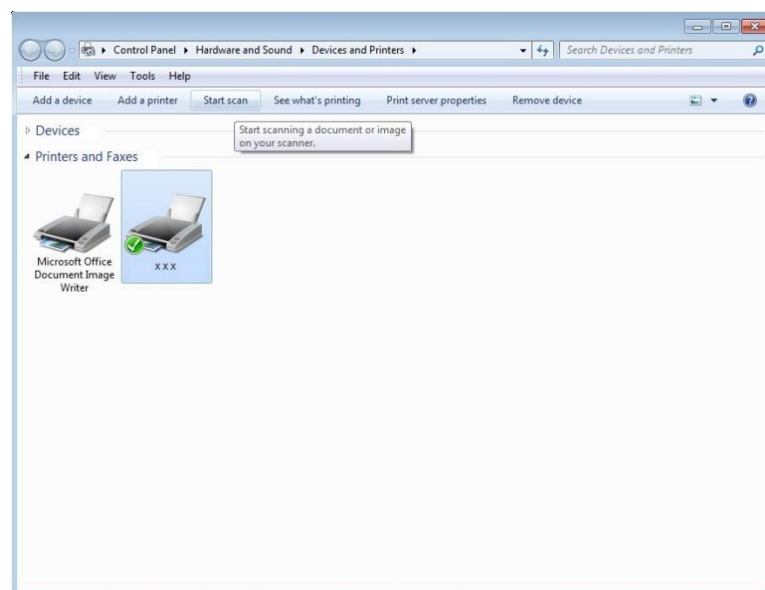 Control Panel Hardware and Sound Devices and Printers Search Devices and Printers
File Edit View Tools Help
Add a device Add a printer Start scan See what's printing Print server properties Remove device
Start scanning a document or image
on your scanner.
Devices
Printers and Faxes
Microsoft Office
Document Image
Writer
x x x